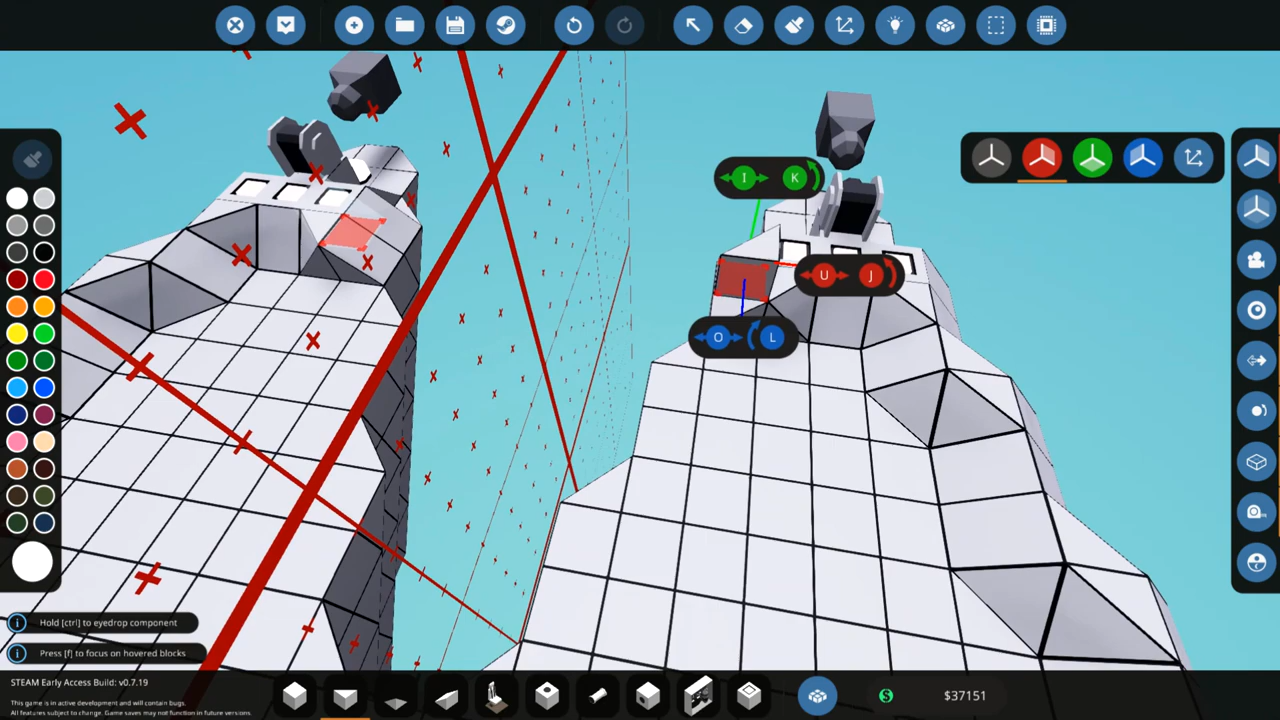 I K
U J
O L
Hold [ctrl] to eyedrop component
Press [f] to focus on hovered blocks
STEAM Early Access Build: v0.7.19
This game is in active development and will contain bugs.
All features subject to change. Game saves may not function in future versions.
$ $37151